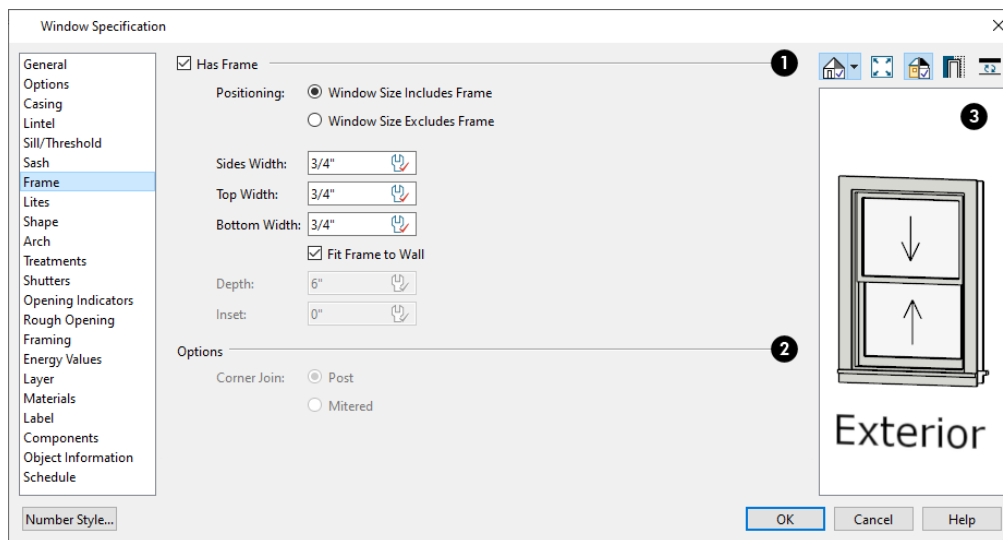 Window Specification
General
Options
Casing
Lintel
Sill/Threshold
Sash
Frame
Lites
Shape
Arch
Treatments
Shutters
Opening Indicators
Rough Opening
Framing
Energy Values
Layer
Materials
Label
Components
Object Information
Schedule
Has Frame
1
Positioning: Window Size Includes Frame
Window Size Excludes Frame
Sides Width: 3/4"
Top Width: 3/4"
Bottom Width: 3/4"
Fit Frame to Wall
Depth: 6"
Inset: 0"
Options
2
Corner Join: Post
Mitered
3
Exterior
Number Style...
OK
Cancel
Help